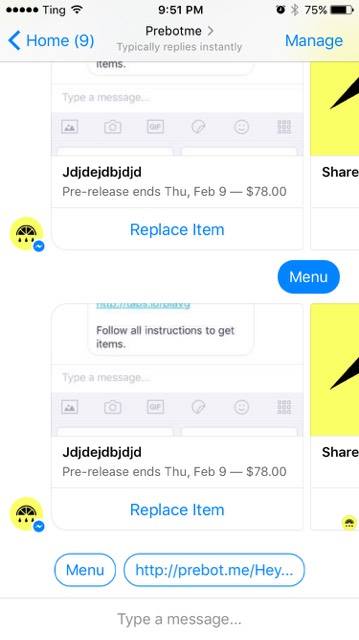 Ting 9:51 PM 75%
Home (9) Prebotme Manage
Typically replies instantly
items.
Type a message...
GIF
Jdjdejdbjdjd
Share
Pre-release ends Thu, Feb 9 — $78.00
Replace Item
Menu
Follow all instructions to get
items.
Type a message...
GIF
Jdjdejdbjdjd
Share
Pre-release ends Thu, Feb 9 — $78.00
Replace Item
Menu
http://prebot.me/Hey...
Type a message...